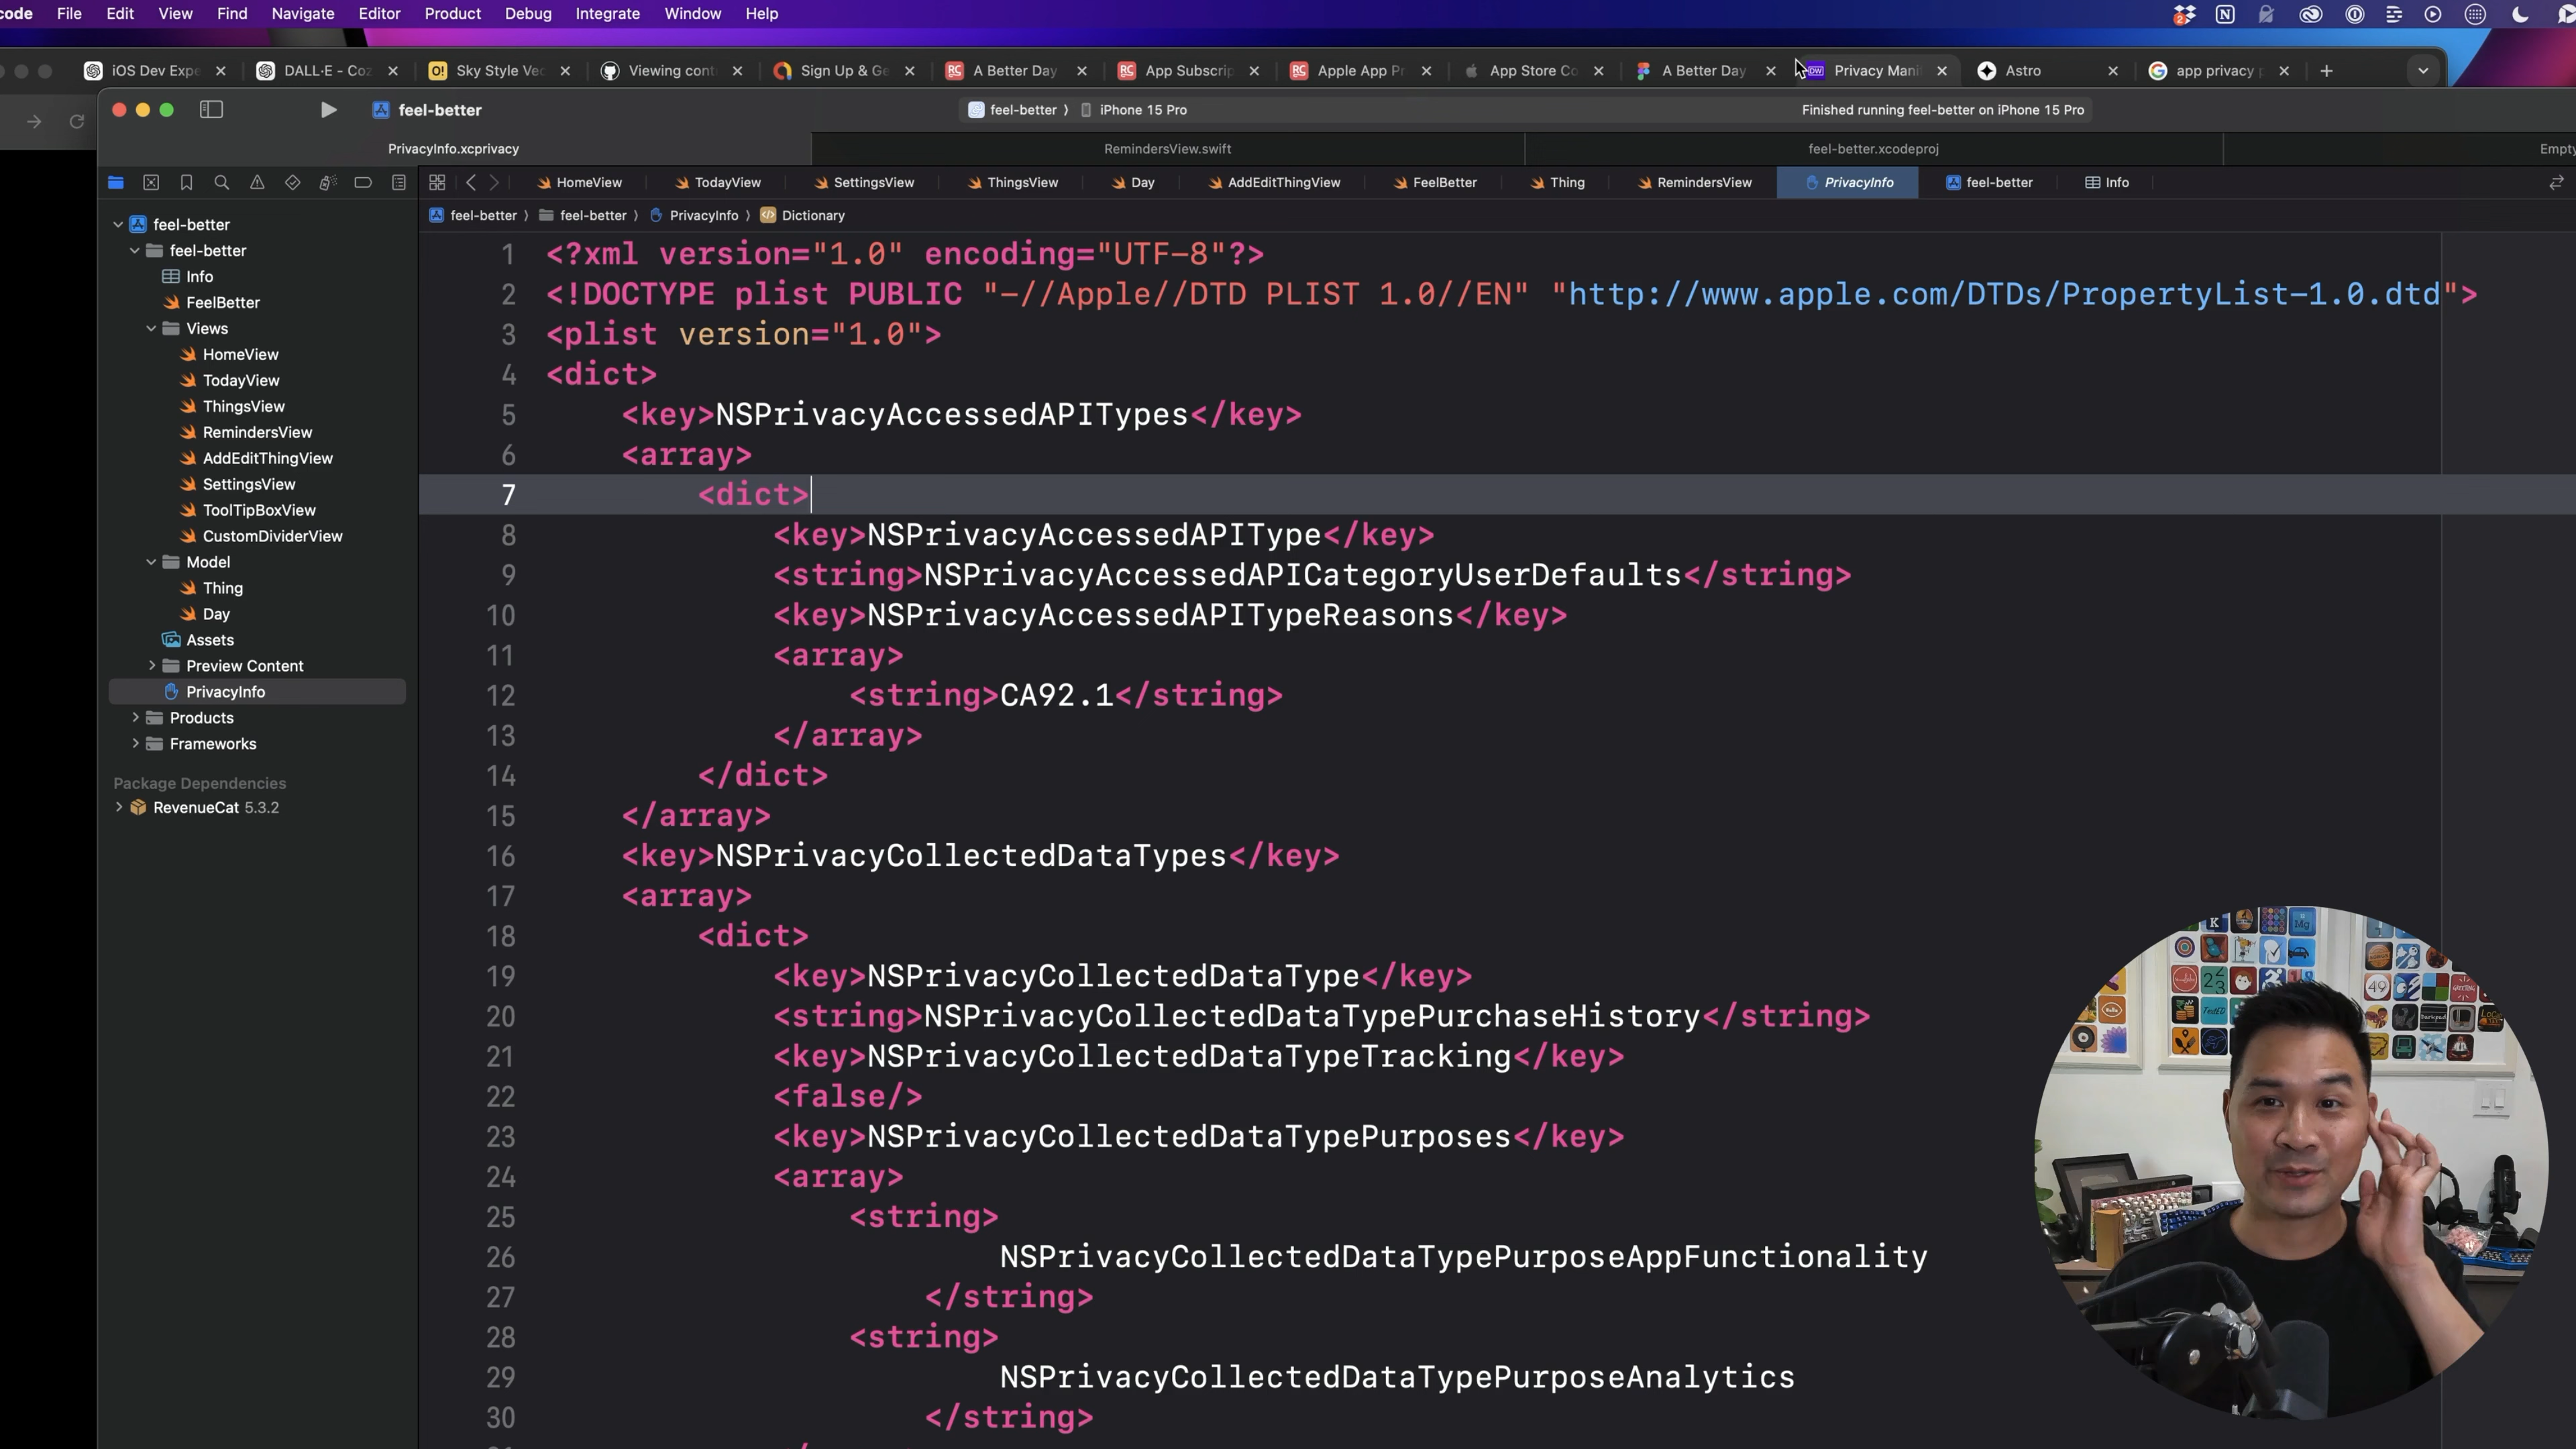 code File Edit View Find Navigate Editor Product Debug Integrate Window Help
iOS Dev Expe DALL·E - Coz Sky Style Vec Viewing cont Sign Up & Ge A Better Day App Subscrip Apple App Pr App Store Co A Better Day Privacy Mani Astro app privacy p
feel-better feel-better iPhone 15 Pro Finished running feel-better on iPhone 15 Pro
PrivacyInfo.xcprivacy RemindersView.swift feel-better.xcodeproj Empty
HomeView TodayView SettingsView ThingsView Day AddEditThingView FeelBetter Thing RemindersView PrivacyInfo feel-better Info
feel-better feel-better PrivacyInfo Dictionary
feel-better
feel-better
Info
FeelBetter
Views
HomeView
TodayView
ThingsView
RemindersView
AddEditThingView
SettingsView
ToolTipBoxView
CustomDividerView
Model
Thing
Day
Assets
Preview Content
PrivacyInfo
Products
Frameworks
Package Dependencies
RevenueCat 5.3.2
1 <?xml version="1.0" encoding="UTF-8"?>
2 <!DOCTYPE plist PUBLIC "-//Apple//DTD PLIST 1.0//EN" "http://www.apple.com/DTDs/PropertyList-1.0.dtd">
3 <plist version="1.0">
4 <dict>
5 <key>NSPrivacyAccessedAPITypes</key>
6 <array>
7 <dict>
8 <key>NSPrivacyAccessedAPIType</key>
9 <string>NSPrivacyAccessedAPICategoryUserDefaults</string>
10 <key>NSPrivacyAccessedAPITypeReasons</key>
11 <array>
12 <string>CA92.1</string>
13 </array>
14 </dict>
15 </array>
16 <key>NSPrivacyCollectedDataTypes</key>
17 <array>
18 <dict>
19 <key>NSPrivacyCollectedDataType</key>
20 <string>NSPrivacyCollectedDataTypePurchaseHistory</string>
21 <key>NSPrivacyCollectedDataTypeTracking</key>
22 <false/>
23 <key>NSPrivacyCollectedDataTypePurposes</key>
24 <array>
25 <string>
26 NSPrivacyCollectedDataTypePurposeAppFunctionality
27 </string>
28 <string>
29 NSPrivacyCollectedDataTypePurposeAnalytics
30 </string>